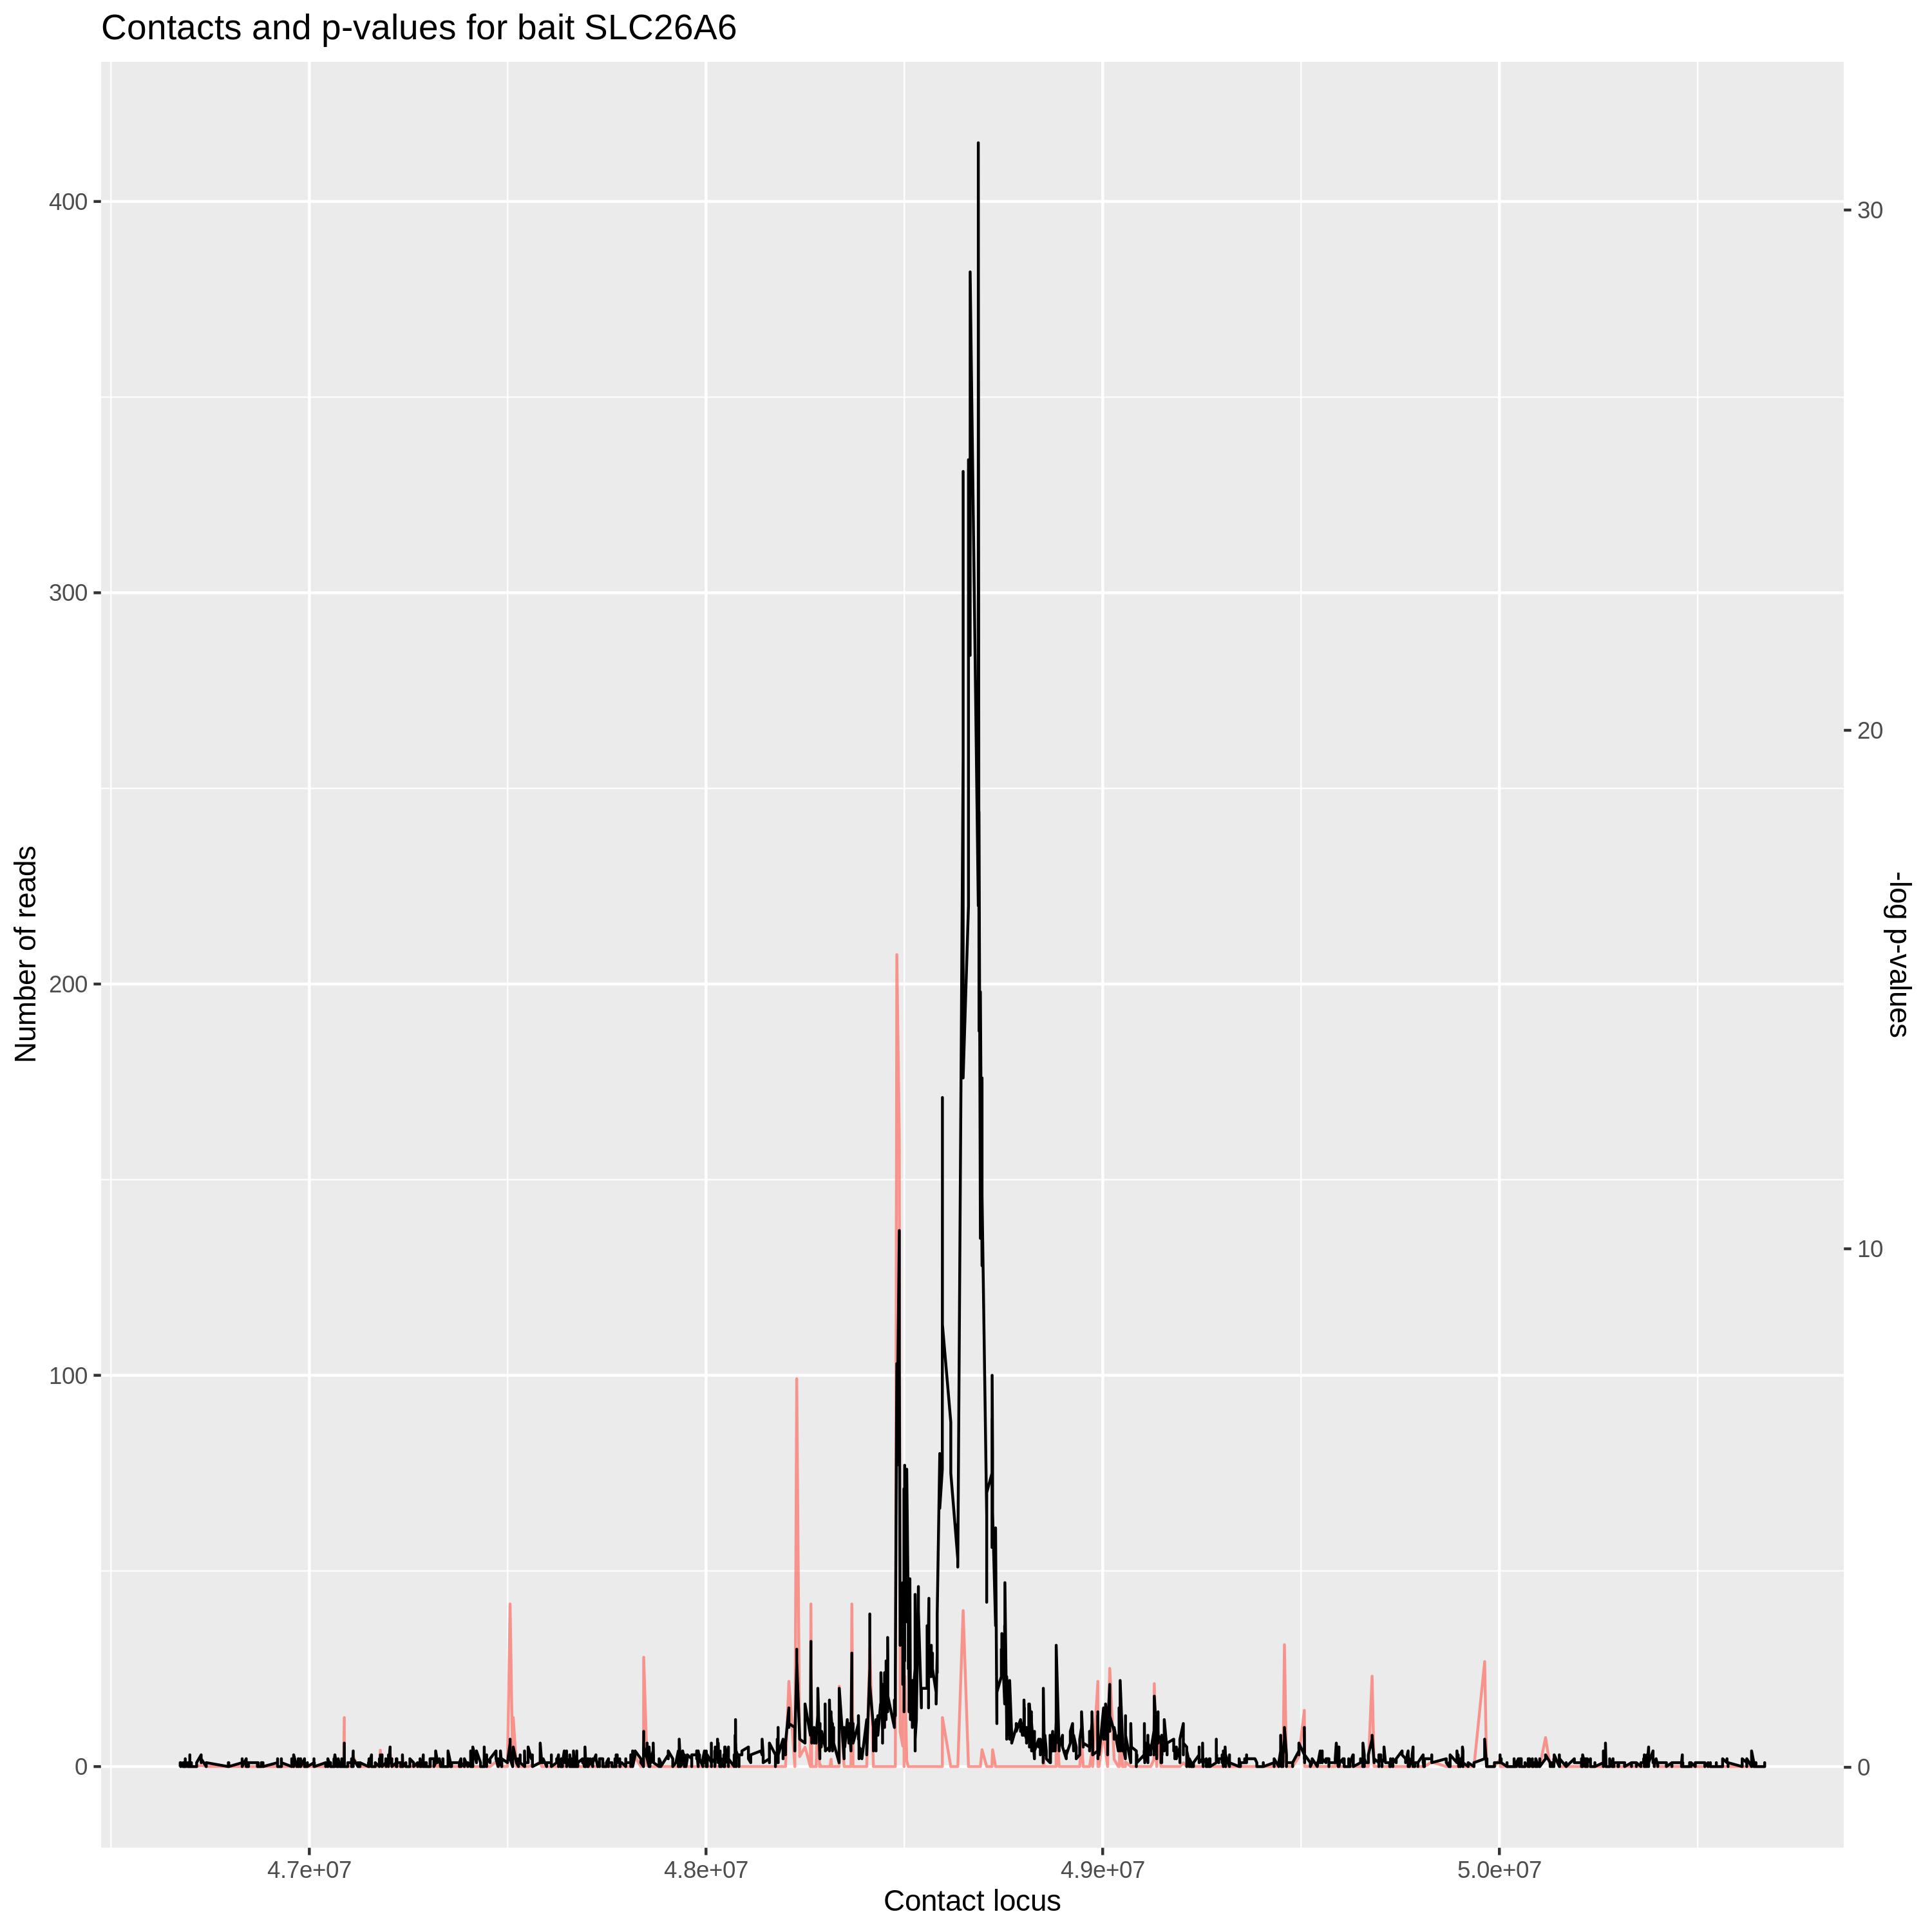 Contacts and p-values for bait SLC26A6
400
300
200
100
0
Number of reads
30
20
10
0
-log p-values
4.7e+07
4.8e+07
4.9e+07
5.0e+07
Contact locus